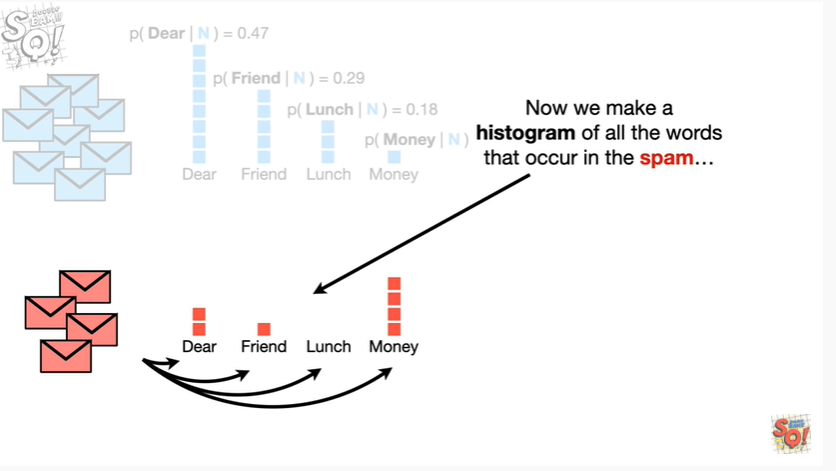 p( Dear | N ) = 0.47
p( Friend | N ) = 0.29
p( Lunch | N ) = 0.18
p( Money | N )
Dear Friend Lunch Money
Now we make a
histogram of all the words
that occur in the spam…
Dear Friend Lunch Money
SQ!